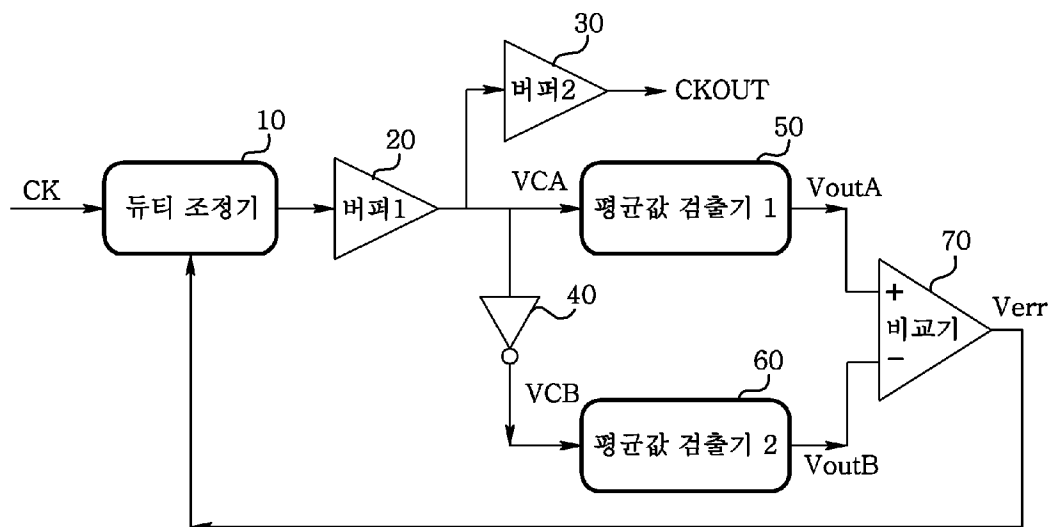 30
버퍼2
CKOUT
10
20
50
CK
듀티 조정기
버퍼1
VCA
평균값 검출기 1
VoutA
70
+
비교기
−
Verr
40
60
VCB
평균값 검출기 2
VoutB